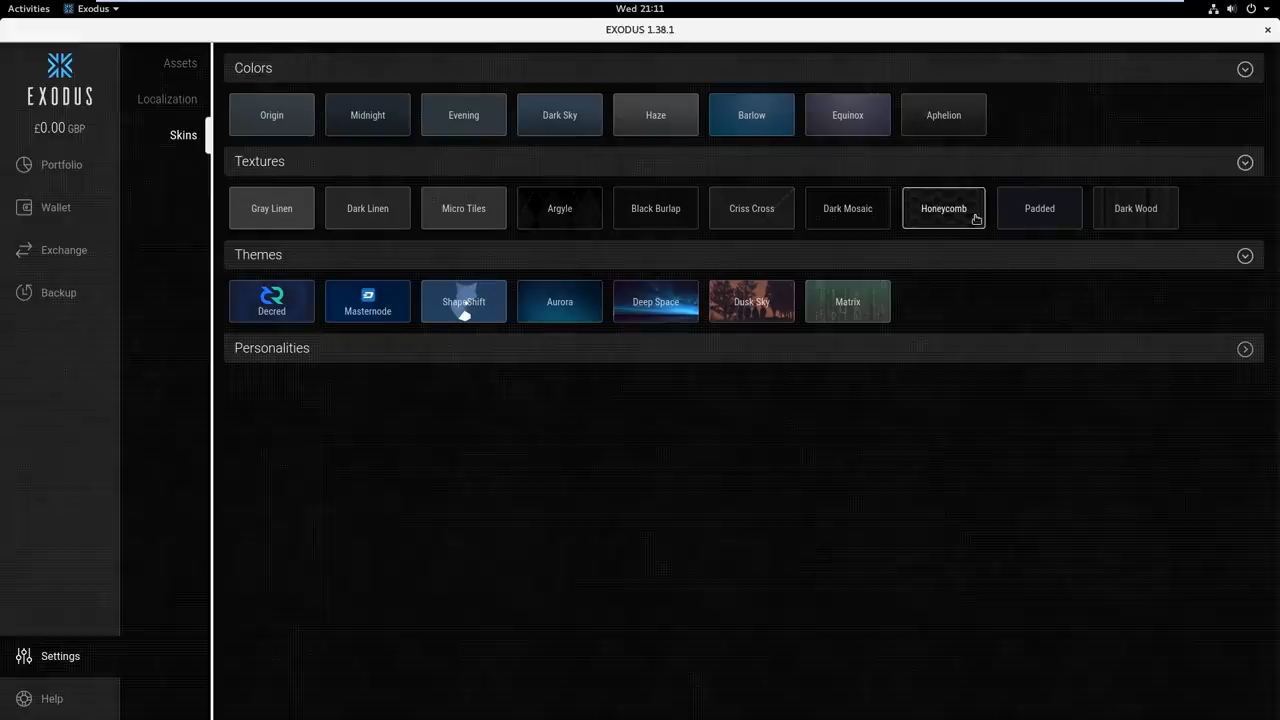 Activities Exodus Wed 21:11
EXODUS 1.38.1
EXODUS
£0.00 GBP
Portfolio
Wallet
Exchange
Backup
Settings
Help
Assets
Localization
Skins
Colors
Origin Midnight Evening Dark Sky Haze Barlow Equinox Aphelion
Textures
Gray Linen Dark Linen Micro Tiles Argyle Black Burlap Criss Cross Dark Mosaic Honeycomb Padded Dark Wood
Themes
Decred Masternode ShapeShift Aurora Deep Space Dusk Sky Matrix
Personalities